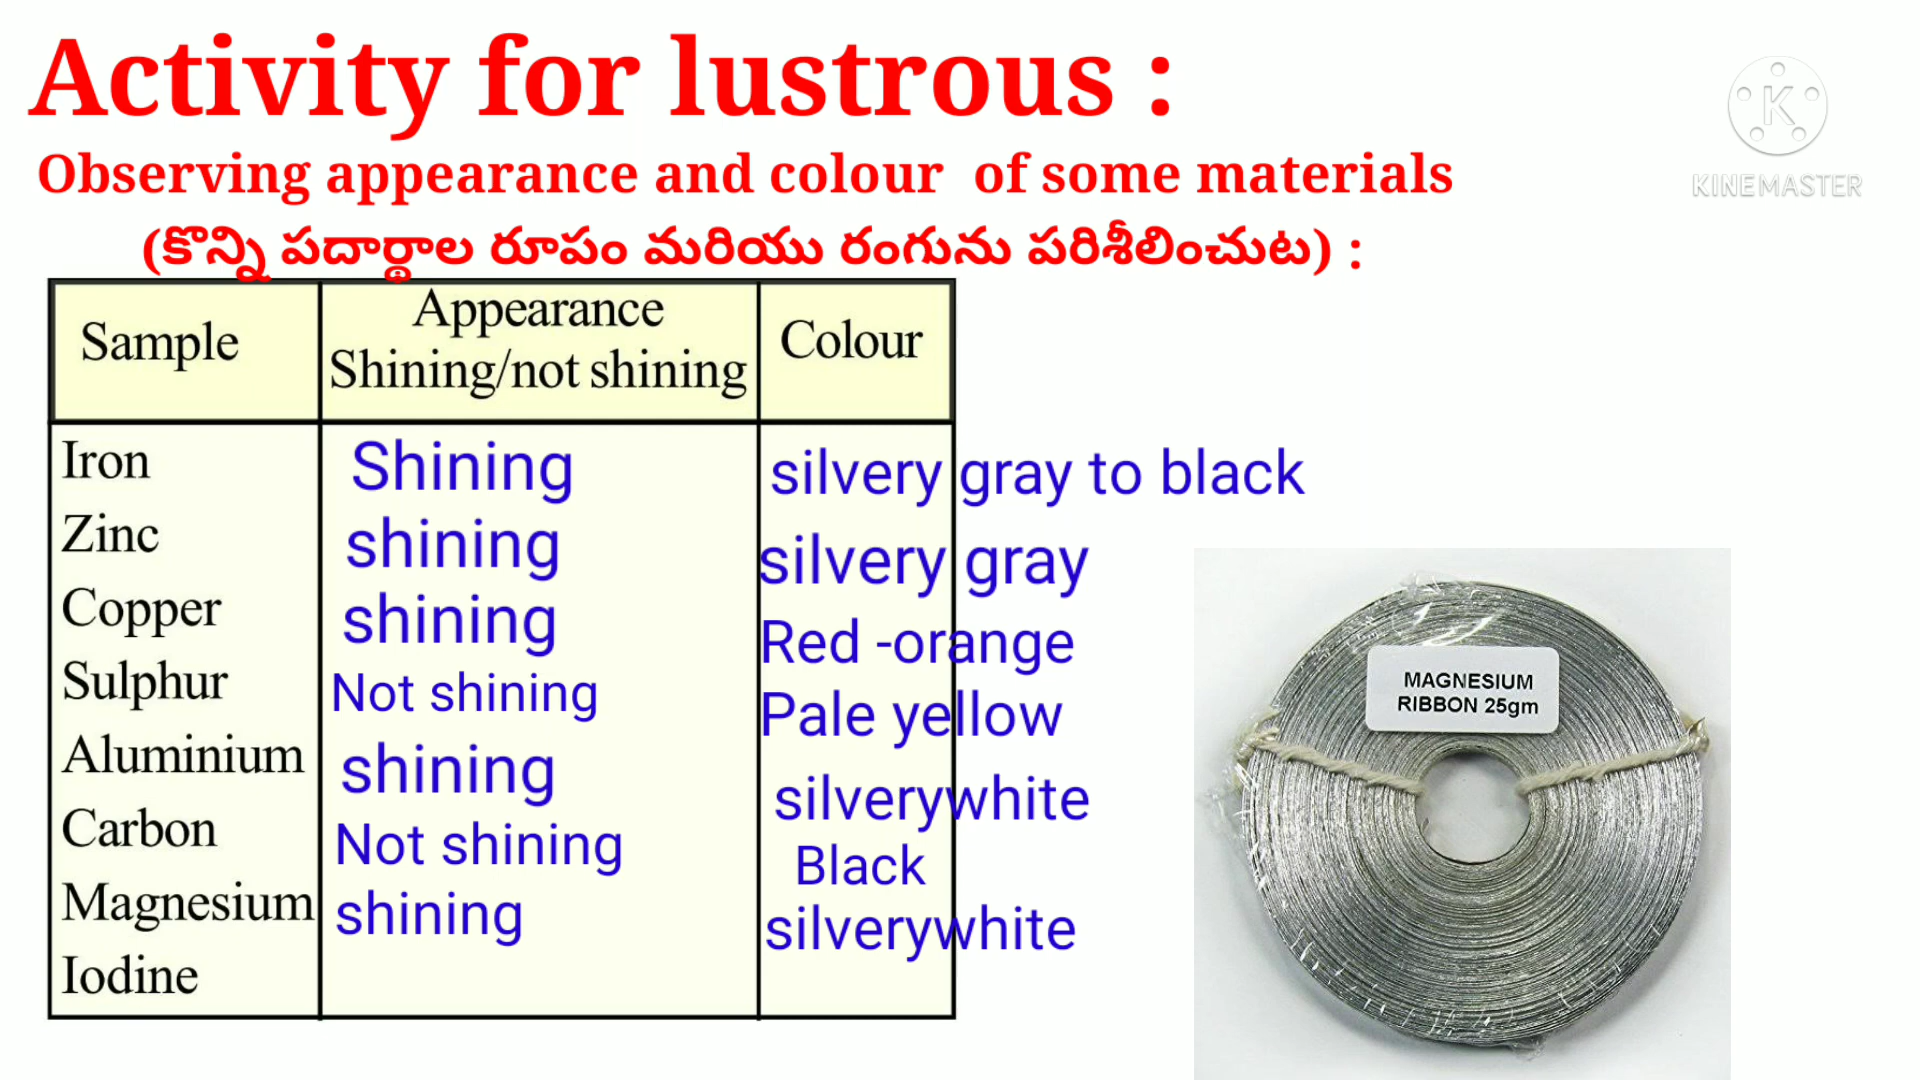 Activity for lustrous :
Observing appearance and colour of some materials
(కొన్ని పదార్థాల రూపం మరియు రంగును పరిశీలించుట) :
KINEMASTER
Sample Appearance Shining/not shining Colour
Iron Shining silvery gray to black
Zinc shining silvery gray
Copper shining Red -orange
Sulphur Not shining Pale yellow
Aluminium shining silverywhite
Carbon Not shining Black
Magnesium shining silverywhite
Iodine
MAGNESIUM
RIBBON 25gm